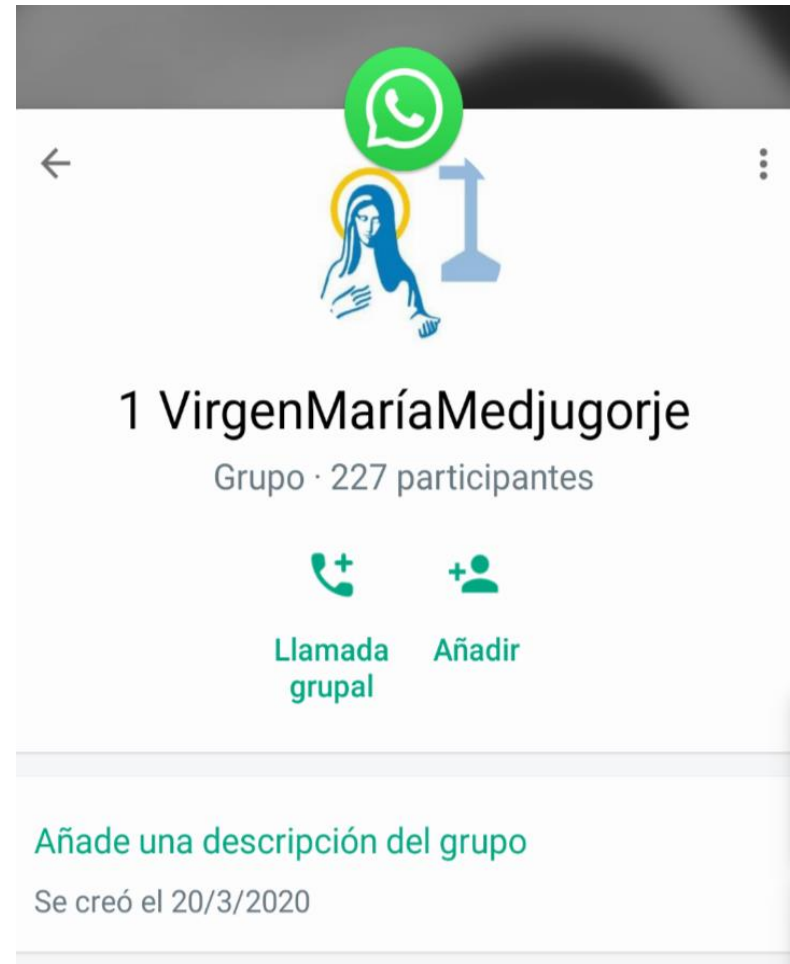 1 VirgenMaríaMedjugorje
Grupo · 227 participantes
Llamada
grupal
Añadir
Añade una descripción del grupo
Se creó el 20/3/2020